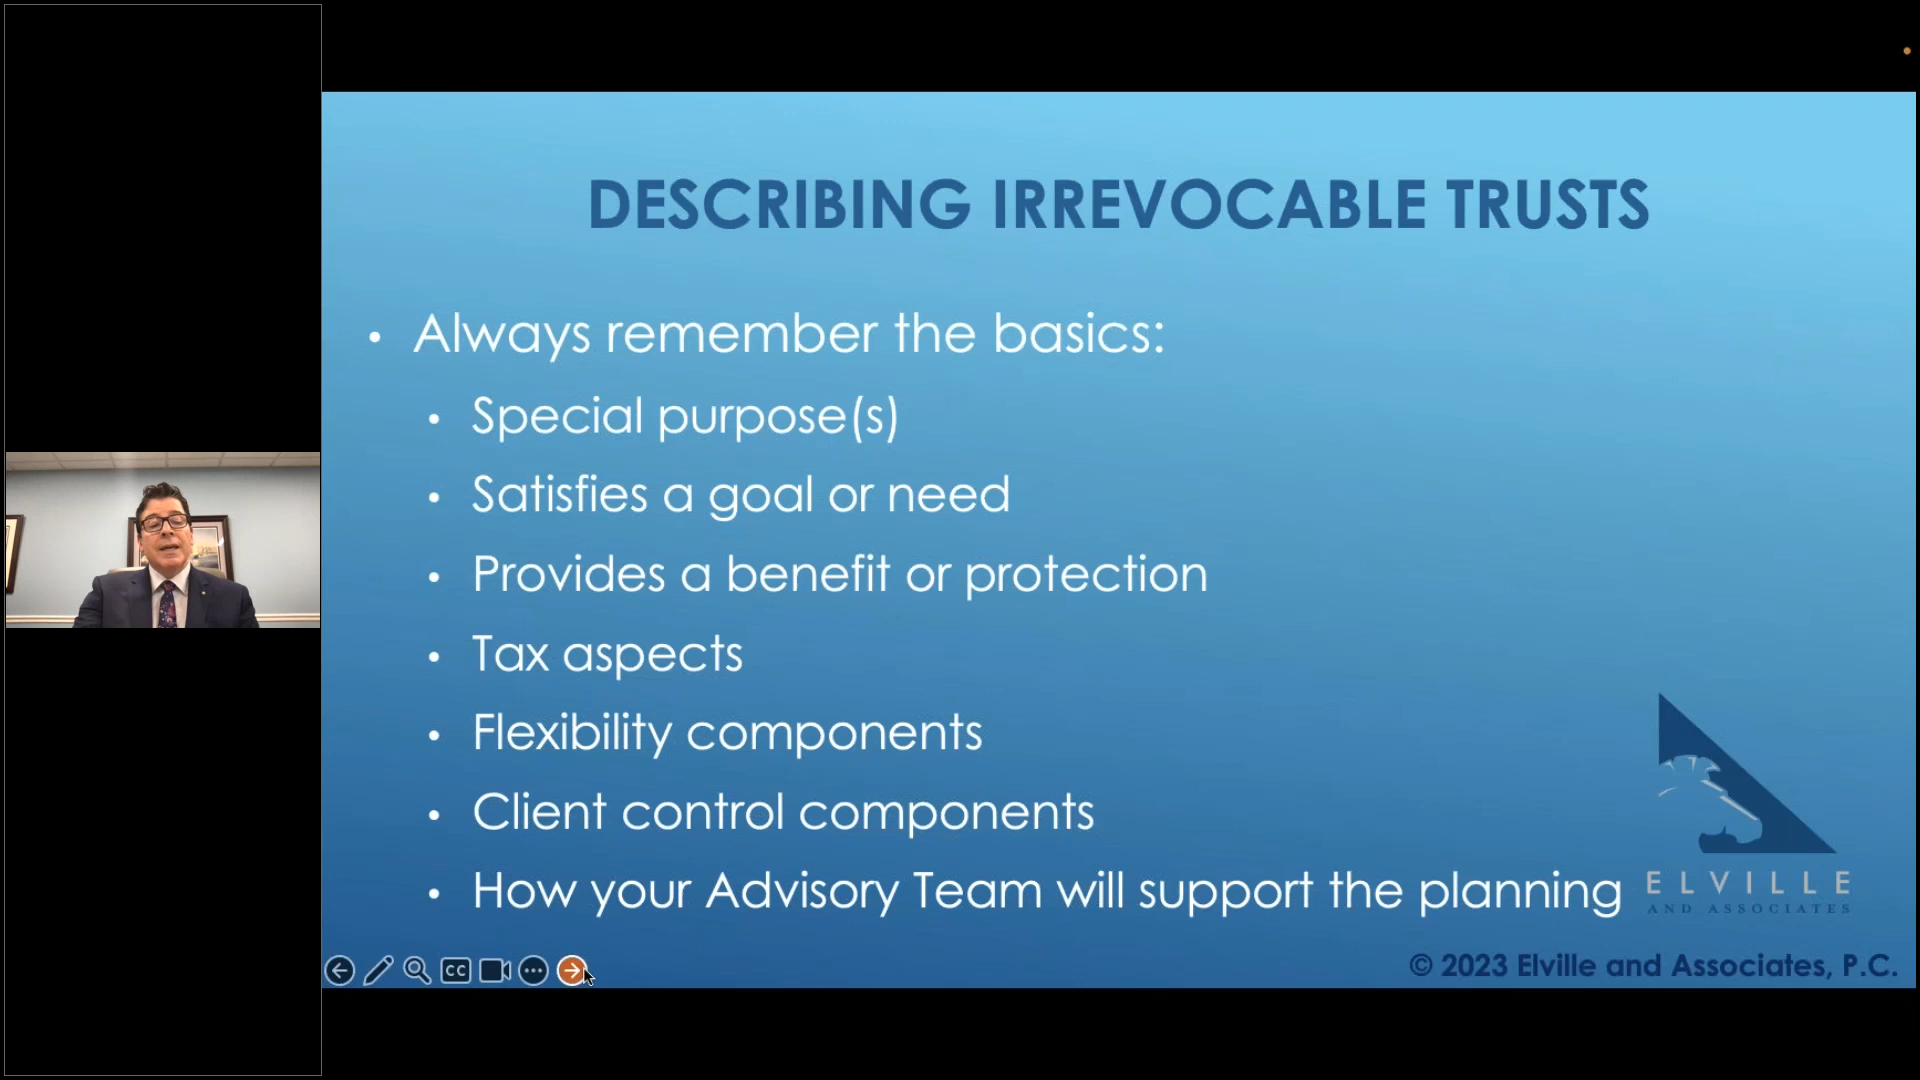 DESCRIBING IRREVOCABLE TRUSTS
• Always remember the basics:
• Special purpose(s)
• Satisfies a goal or need
• Provides a benefit or protection
• Tax aspects
• Flexibility components
• Client control components
• How your Advisory Team will support the planning
ELVILLE
AND ASSOCIATES
CC
© 2023 Elville and Associates, P.C.